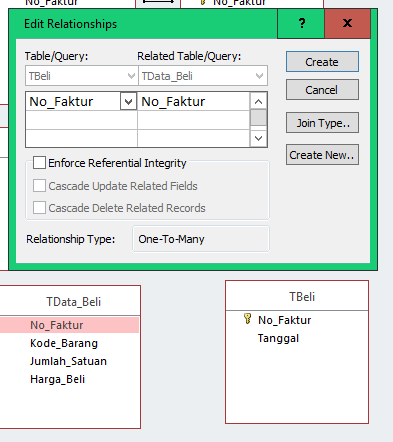 No_Faktur No_Faktur
Edit Relationships ? X
Table/Query: Related Table/Query:
TBeli TData_Beli
Create
No_Faktur No_Faktur
Cancel
Join Type..
Create New..
Enforce Referential Integrity
Cascade Update Related Fields
Cascade Delete Related Records
Relationship Type: One-To-Many
TData_Beli
No_Faktur
Kode_Barang
Jumlah_Satuan
Harga_Beli
TBeli
No_Faktur
Tanggal